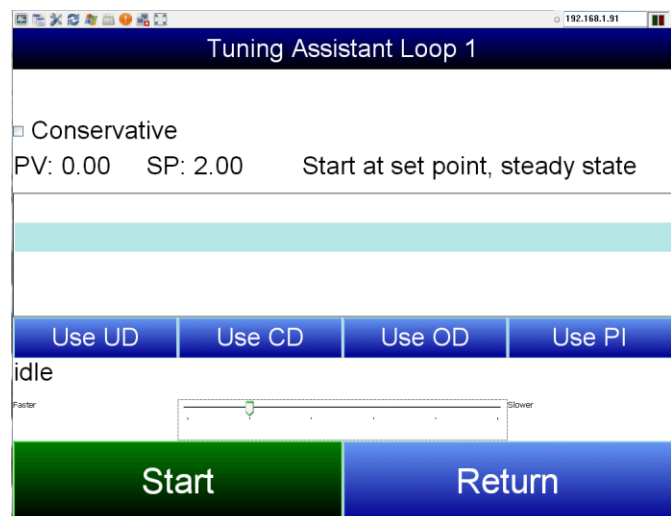 192.168.1.91
Tuning Assistant Loop 1
Conservative
PV: 0.00 SP: 2.00 Start at set point, steady state
Use UD Use CD Use OD Use PI
idle
Faster Slower
Start Return